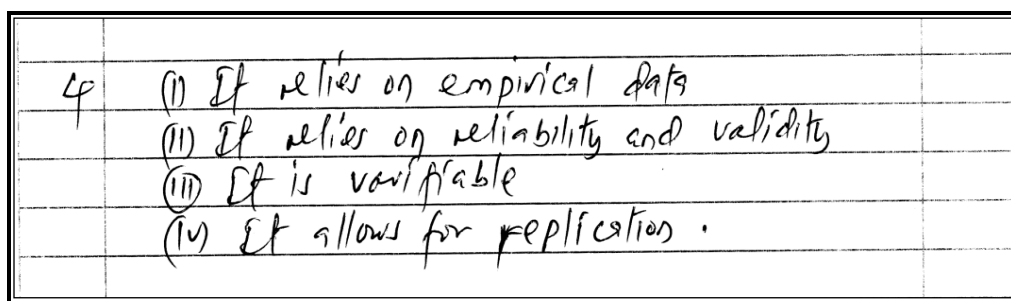 4 (i) It relies on empirical data
(ii) It relies on reliability and validity
(iii) It is varifiable
(iv) It allows for replication.